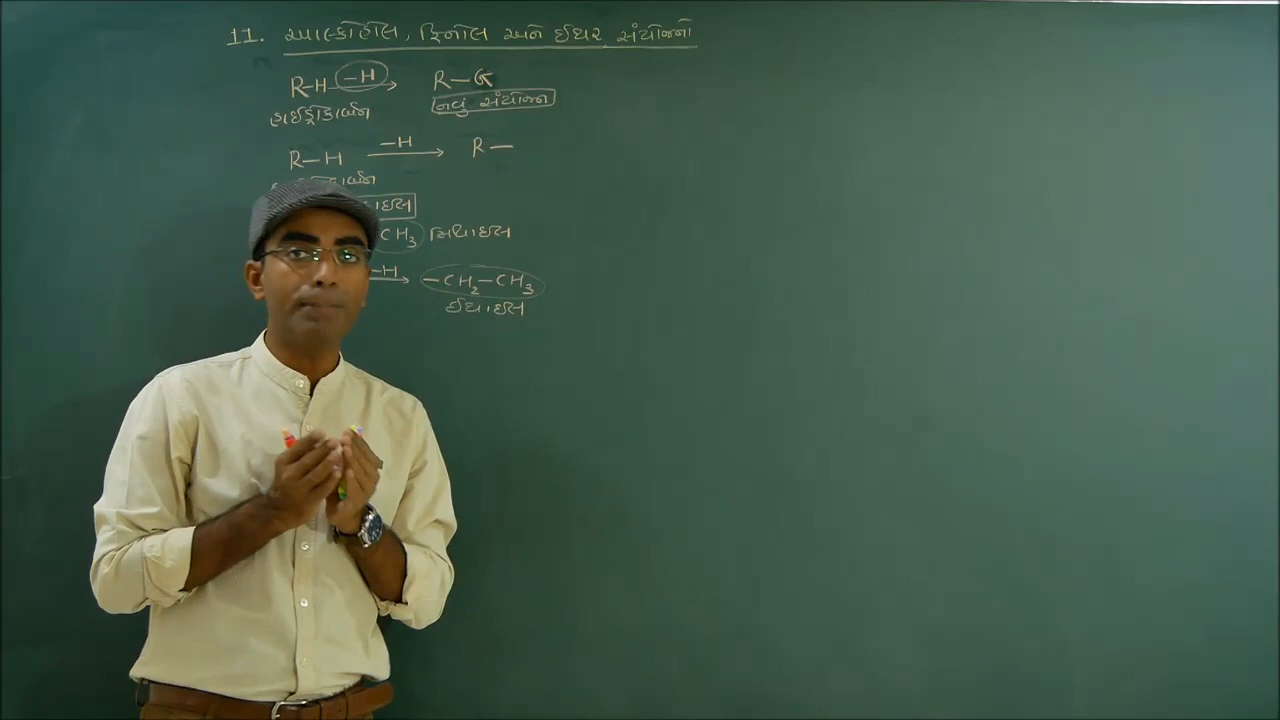 11. આલ્કોહોલ, ફિનોલ અને ઈથર સંયોજનો
R-H -H → R-G
હાઈડ્રોકાર્બન નવું સંયોજન
R-H -H → R-
CH3 મિથાઇલ
-H → -CH2-CH3
ઈથાઇલ